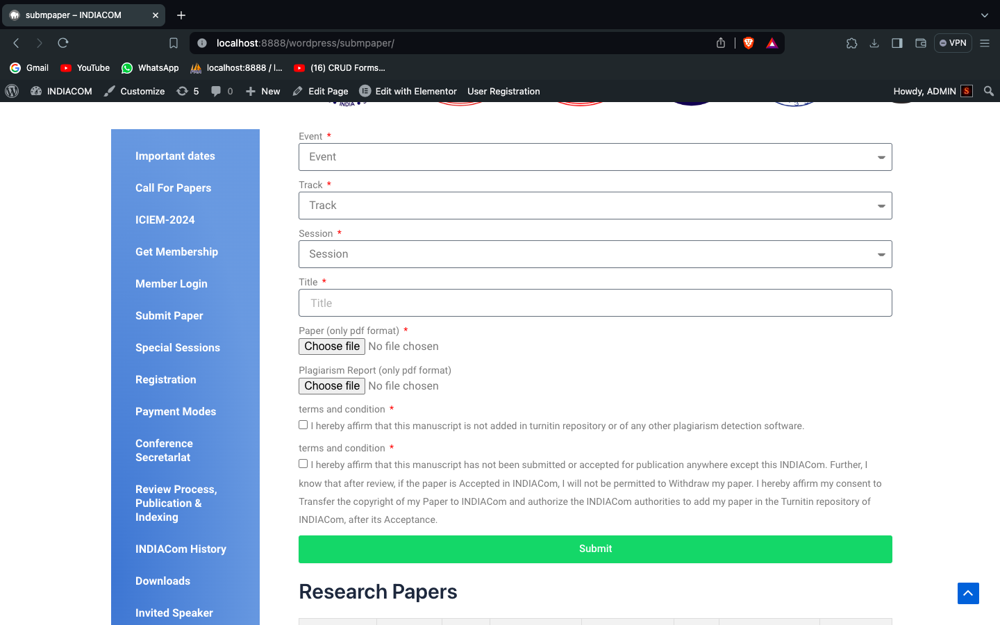 submpaper – INDIACOM
localhost:8888/wordpress/submpaper/
VPN
Gmail
YouTube
WhatsApp
localhost:8888 / l...
(16) CRUD Forms...
INDIACOM
Customize
5
0
New
Edit Page
Edit with Elementor
User Registration
Howdy, ADMIN
INDIA
Important dates
Call For Papers
ICIEM-2024
Get Membership
Member Login
Submit Paper
Special Sessions
Registration
Payment Modes
Conference
Secretarlat
Review Process,
Publication &
Indexing
INDIACom History
Downloads
Invited Speaker
Event *
Event
Track *
Track
Session *
Session
Title *
Title
Paper (only pdf format) *
Choose file No file chosen
Plagiarism Report (only pdf format)
Choose file No file chosen
terms and condition *
I hereby affirm that this manuscript is not added in turnitin repository or of any other plagiarism detection software.
terms and condition *
I hereby affirm that this manuscript has not been submitted or accepted for publication anywhere except this INDIACom. Further, I
know that after review, if the paper is Accepted in INDIACom, I will not be permitted to Withdraw my paper. I hereby affirm my consent to
Transfer the copyright of my Paper to INDIACom and authorize the INDIACom authorities to add my paper in the Turnitin repository of
INDIACom, after its Acceptance.
Submit
Research Papers